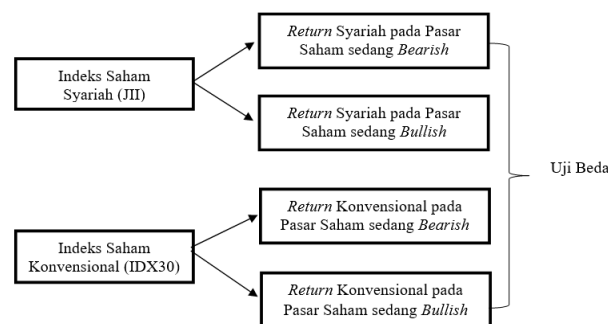 Return Syariah pada Pasar
Saham sedang Bearish
Indeks Saham
Syariah (JII)
Return Syariah pada Pasar
Saham sedang Bullish
Uji Beda
Return Konvensional pada
Pasar Saham sedang Bearish
Indeks Saham
Konvensional (IDX30)
Return Konvensional pada
Pasar Saham sedang Bullish